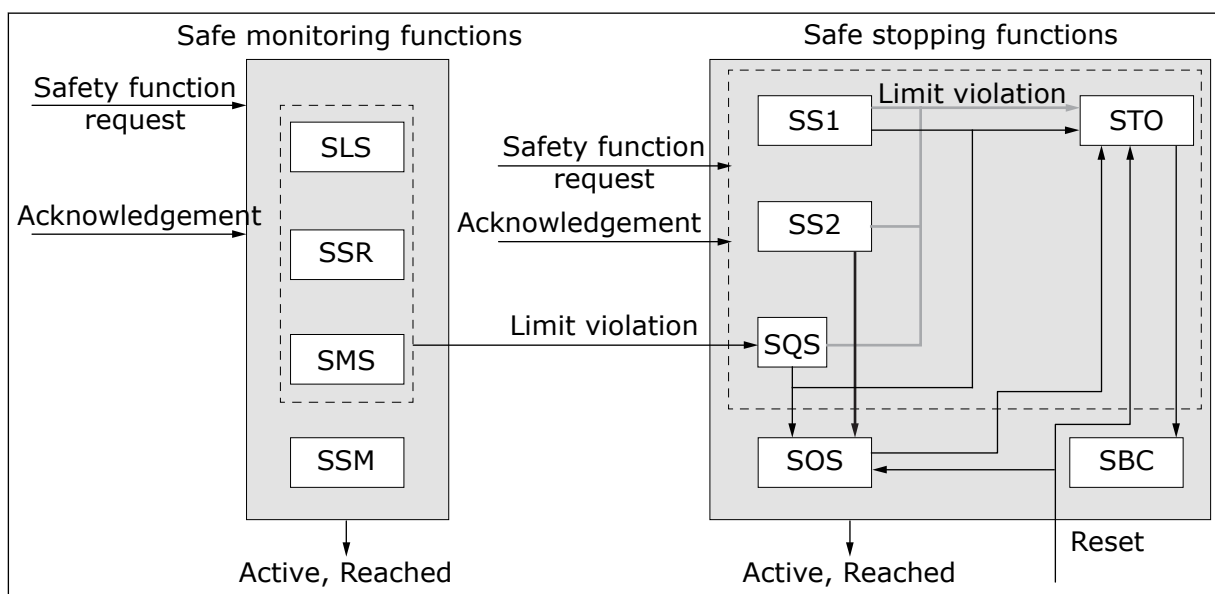 Safe monitoring functions
Safety function
request
Acknowledgement
SLS
SSR
SMS
SSM
Active, Reached
Limit violation
Safe stopping functions
Safety function
request
Acknowledgement
SS1
Limit violation
STO
SS2
SQS
SOS
SBC
Active, Reached
Reset